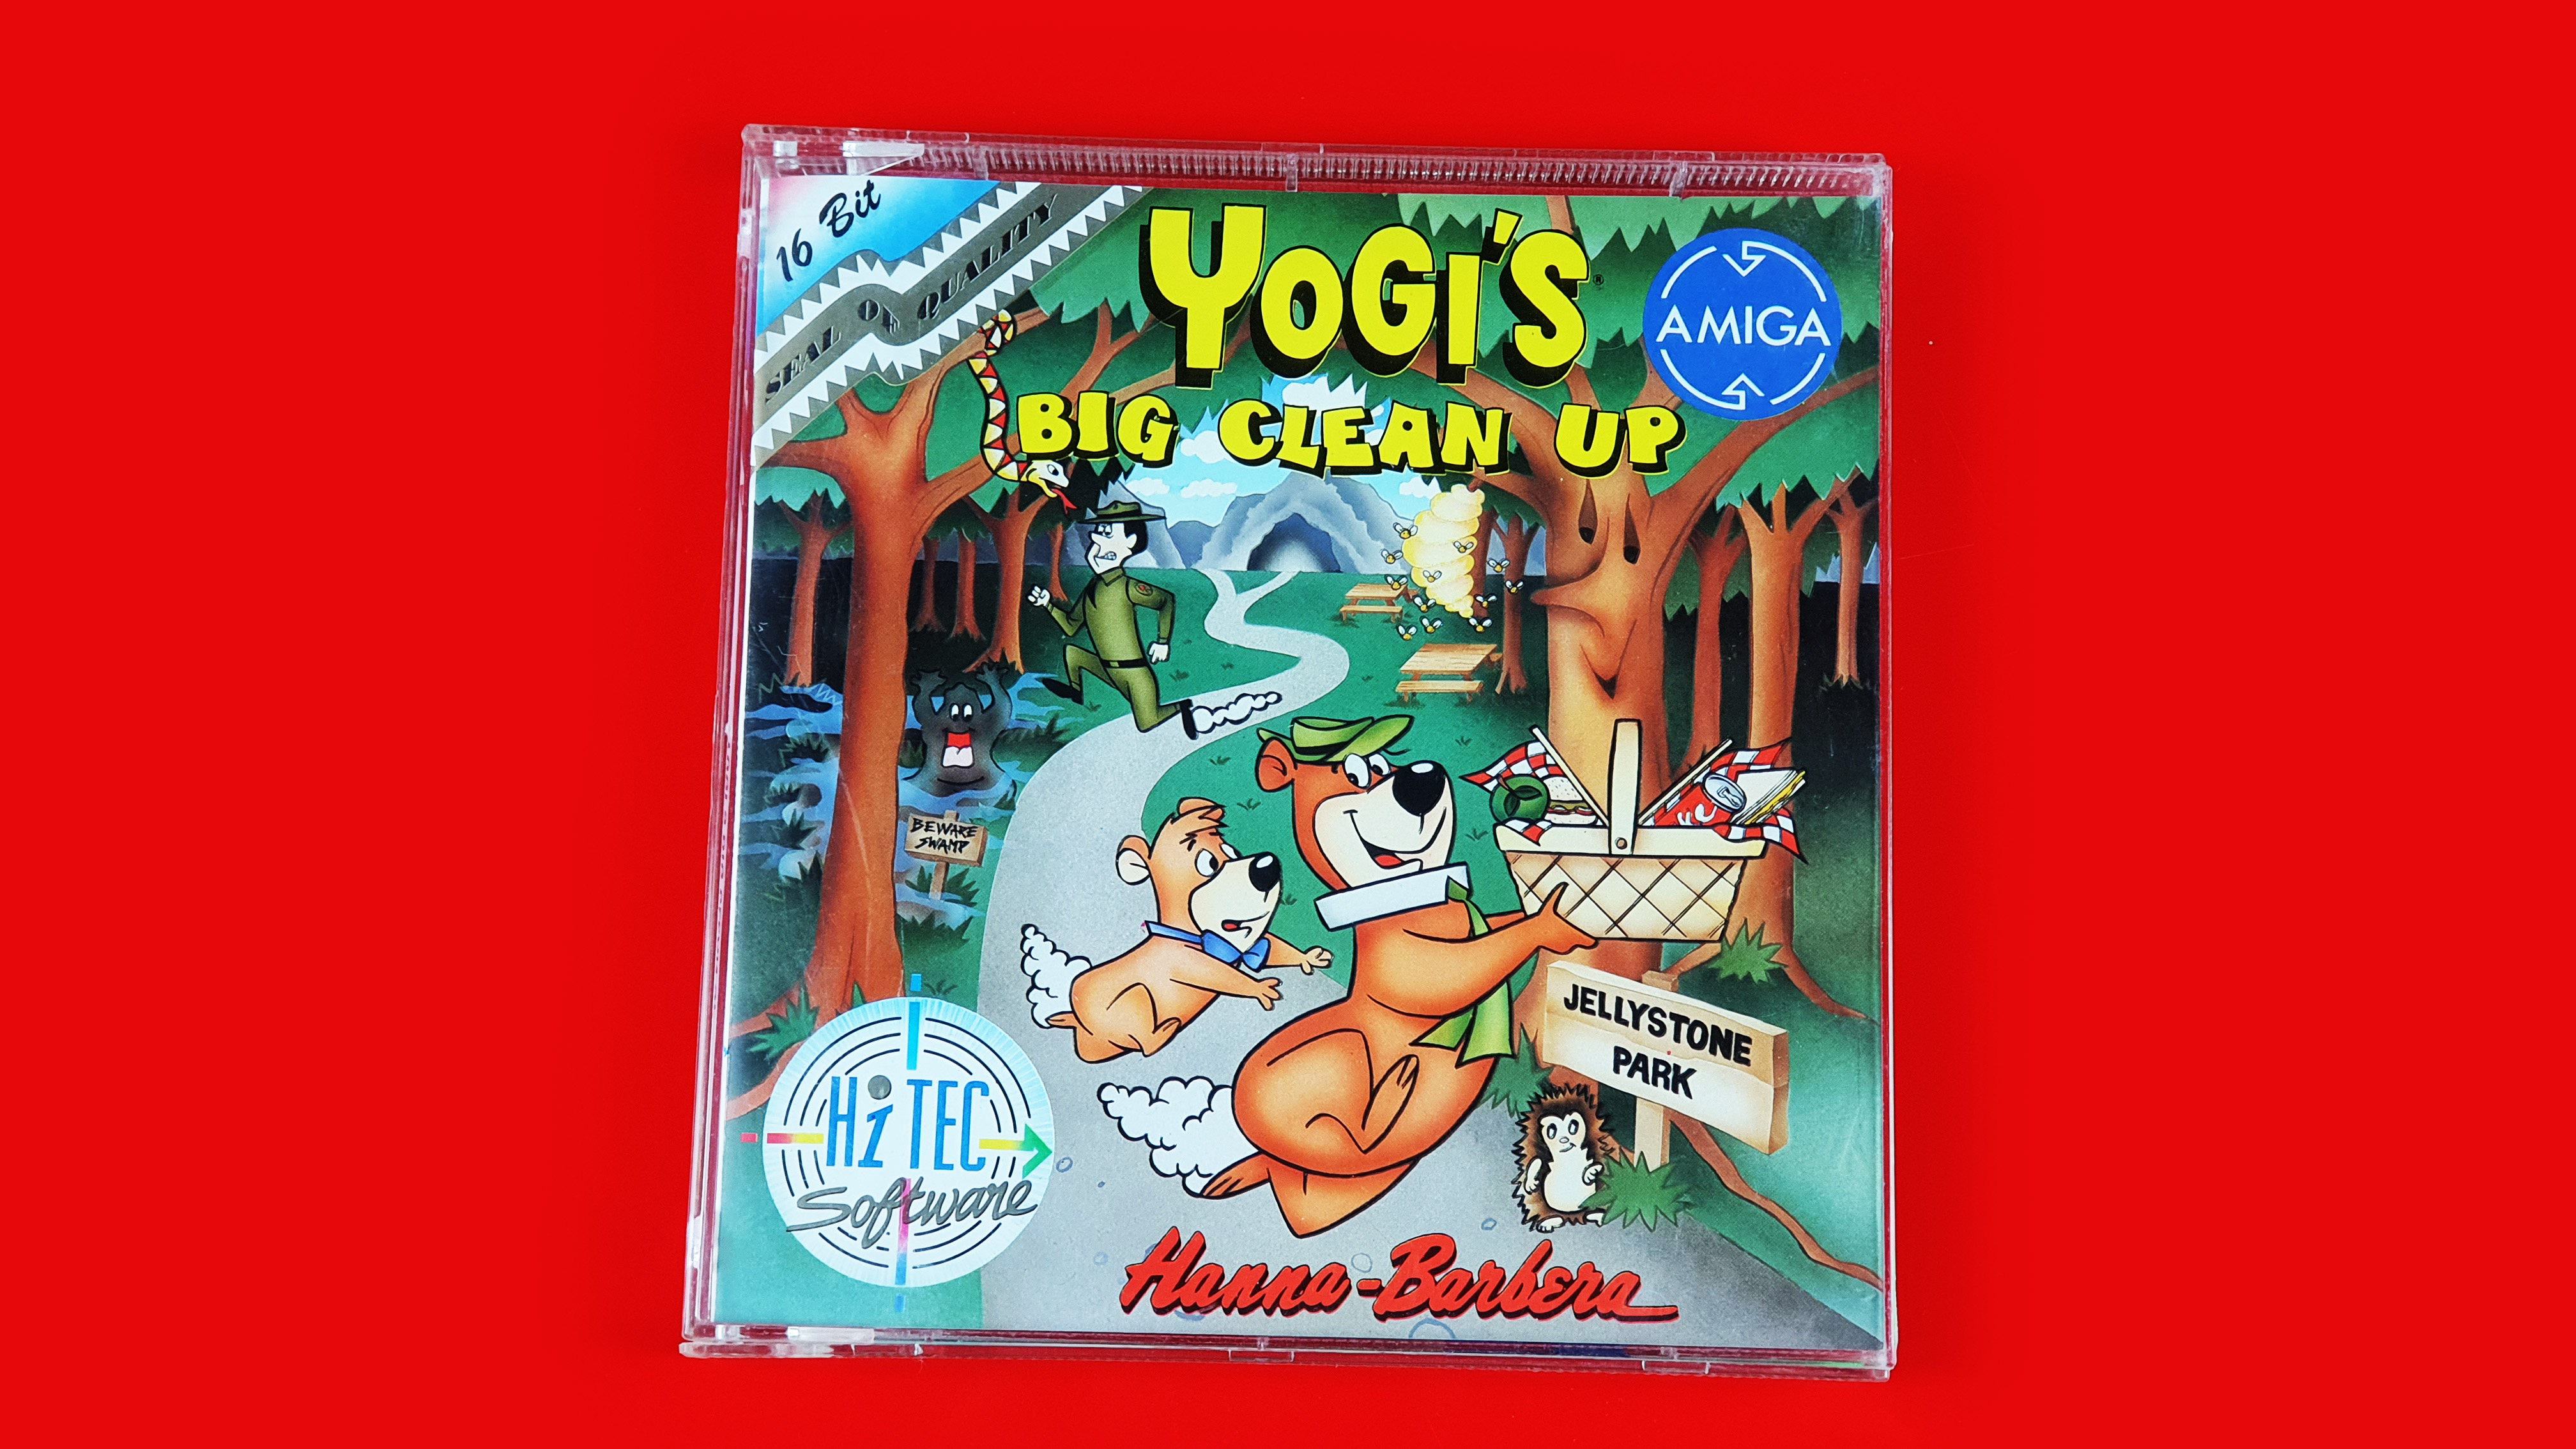 16 Bit
SEAL OF QUALITY
YOGI'S®
BIG CLEAN UP
AMIGA
BEWARE
SWAMP
JELLYSTONE
PARK
Hi TEC
Software
Hanna-Barbera